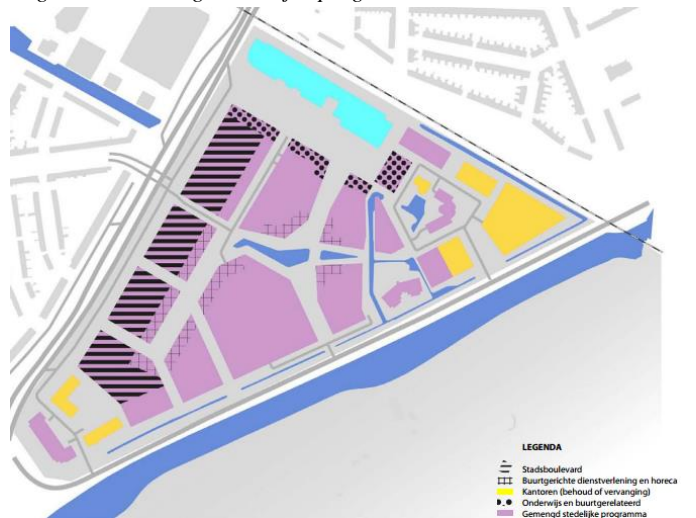 LEGENDA
Stadsboulevard
Buurtgerichte dienstverlening en horeca
Kantoren (behoud of vervanging)
Onderwijs en buurtgerelateerd
Gemengd stedelijke programma